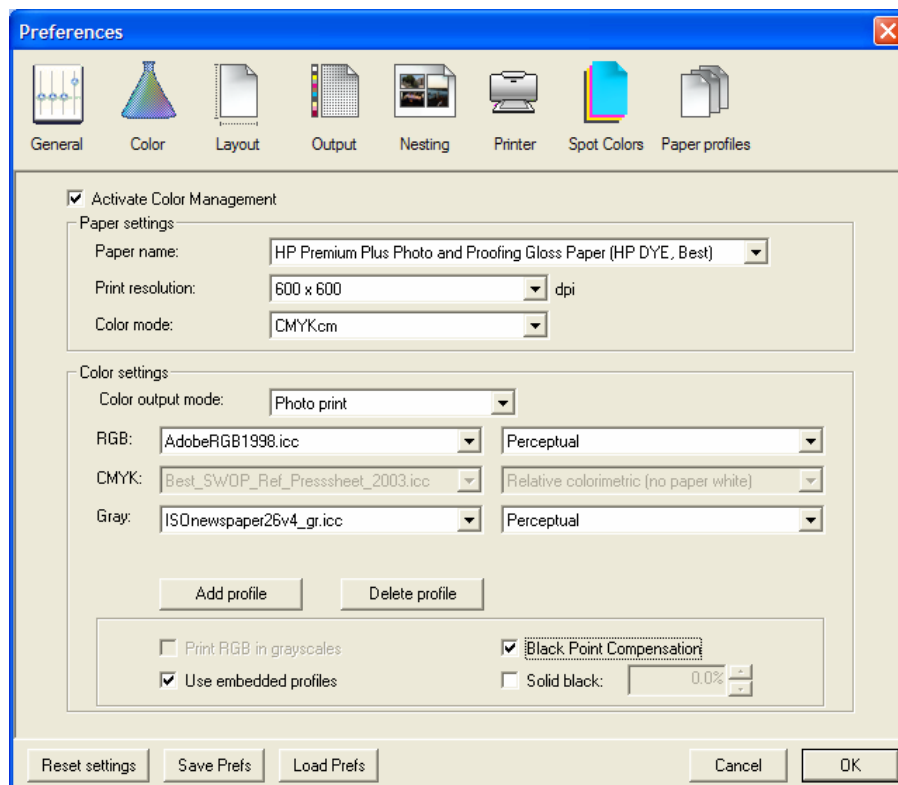 Preferences
General Color Layout Output Nesting Printer Spot Colors Paper profiles
Activate Color Management
Paper settings
Paper name: HP Premium Plus Photo and Proofing Gloss Paper (HP DYE, Best)
Print resolution: 600 x 600 dpi
Color mode: CMYKcm
Color settings
Color output mode: Photo print
RGB: AdobeRGB1998.icc Perceptual
CMYK: Best_SWOP_Ref_Presssheet_2003.icc Relative colorimetric (no paper white)
Gray: ISOnewspaper26v4_gr.icc Perceptual
Add profile Delete profile
Print RGB in grayscales Black Point Compensation
Use embedded profiles Solid black: 0.0%
Reset settings Save Prefs Load Prefs Cancel OK